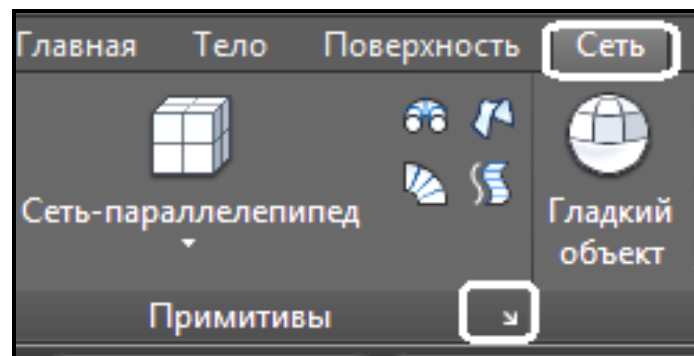 Главная Тело Поверхность Сеть
Сеть-параллелепипед
Гладкий
объект
Примитивы